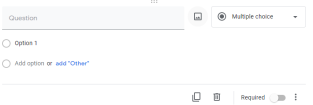 Question
Multiple choice
Option 1
Add option or add "Other"
Required